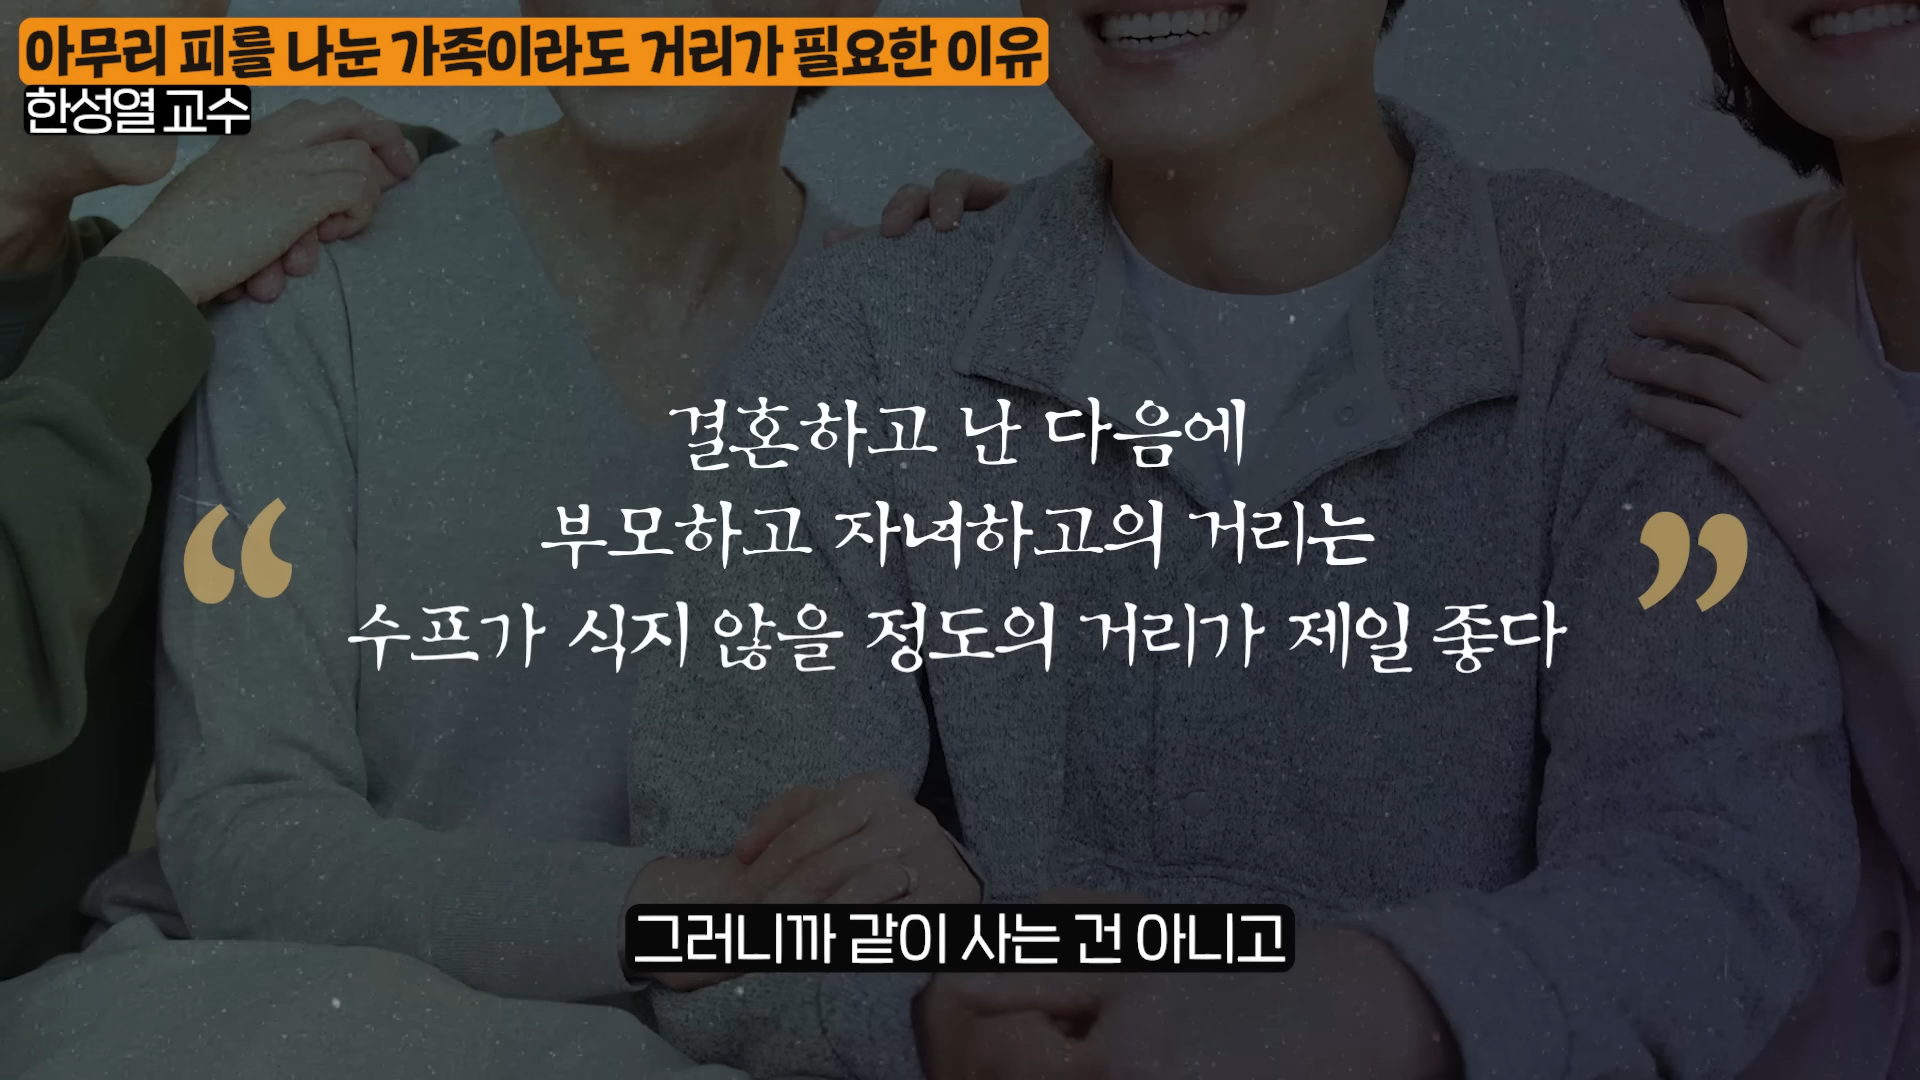 아무리 피를 나눈 가족이라도 거리가 필요한 이유
한성열 교수
“결혼하고 난 다음에
부모하고 자녀하고의 거리는
수프가 식지 않을 정도의 거리가 제일 좋다”
그러니까 같이 사는 건 아니고